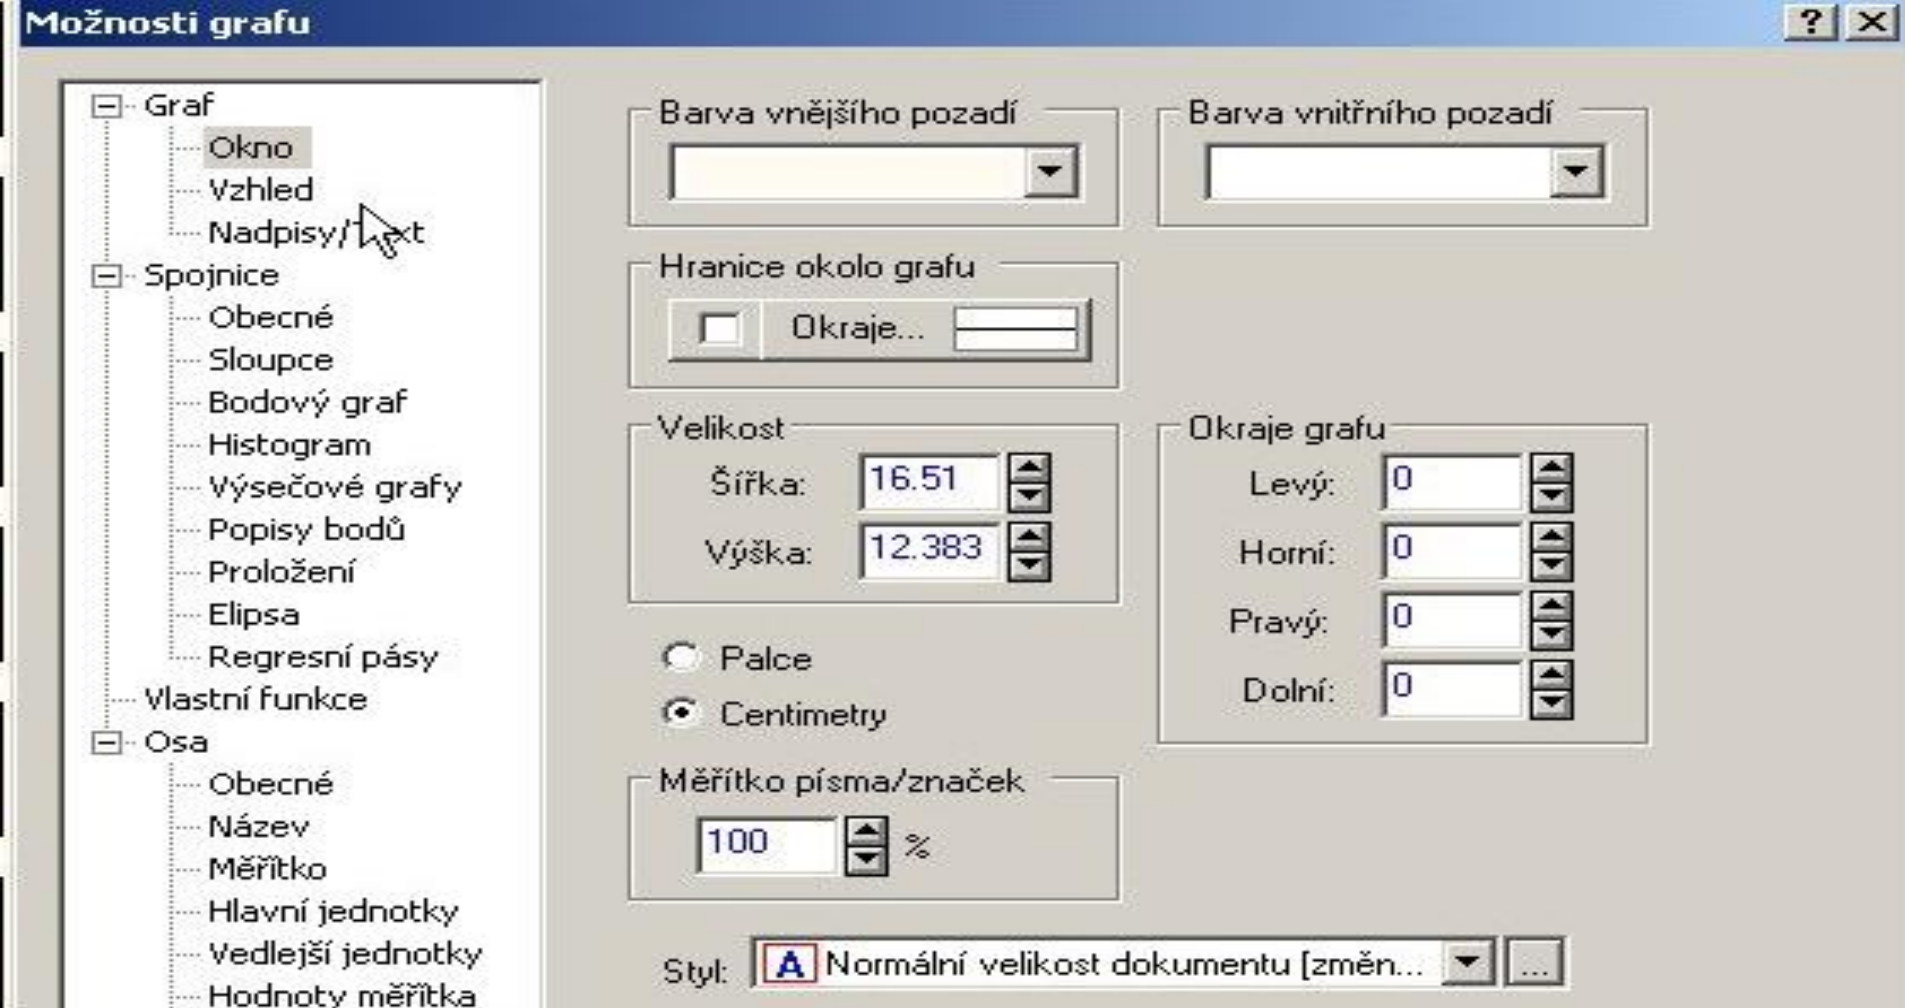 Možnosti grafu
Graf
Okno
Vzhled
Nadpisy/Text
Spojnice
Obecné
Sloupce
Bodový graf
Histogram
Výsečové grafy
Popisy bodů
Proložení
Elipsa
Regresní pásy
Vlastní funkce
Osa
Obecné
Název
Měřítko
Hlavní jednotky
Vedlejší jednotky
Hodnoty měřítka
Barva vnějšího pozadí
Barva vnitřního pozadí
Hranice okolo grafu
Okraje...
Velikost
Šířka: 16.51
Výška: 12.383
Palce
Centimetry
Okraje grafu
Levý: 0
Horní: 0
Pravý: 0
Dolní: 0
Měřítko písma/značek
100 %
Styl: A Normální velikost dokumentu [změn... ...